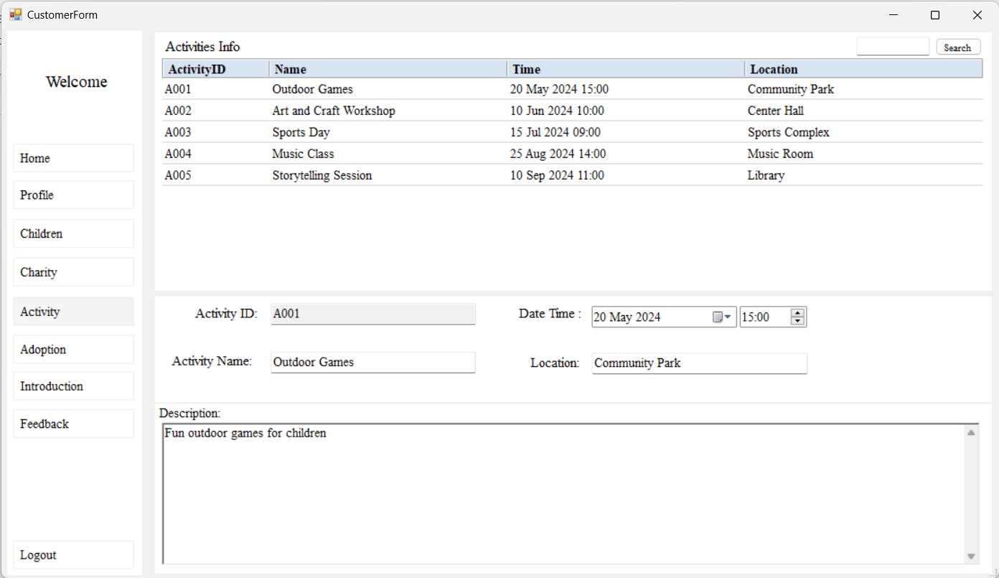 CustomerForm
Welcome
Home
Profile
Children
Charity
Activity
Adoption
Introduction
Feedback
Logout
Activities Info
Search
ActivityID Name Time Location
A001 Outdoor Games 20 May 2024 15:00 Community Park
A002 Art and Craft Workshop 10 Jun 2024 10:00 Center Hall
A003 Sports Day 15 Jul 2024 09:00 Sports Complex
A004 Music Class 25 Aug 2024 14:00 Music Room
A005 Storytelling Session 10 Sep 2024 11:00 Library
Activity ID: A001 Date Time : 20 May 2024 15:00
Activity Name: Outdoor Games Location: Community Park
Description:
Fun outdoor games for children